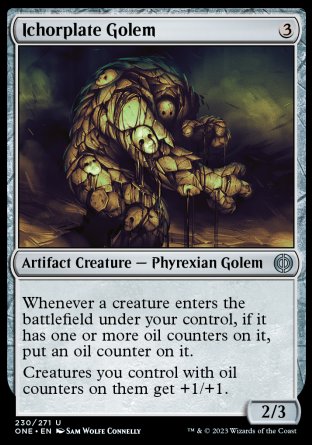 Ichorplate Golem 3
Artifact Creature — Phyrexian Golem
Whenever a creature enters the
battlefield under your control, if it
has one or more oil counters on it,
put an oil counter on it.
Creatures you control with oil
counters on them get +1/+1.
2/3
230/271 U
ONE • EN SAM WOLFE CONNELLY
™ & © 2023 Wizards of the Coast